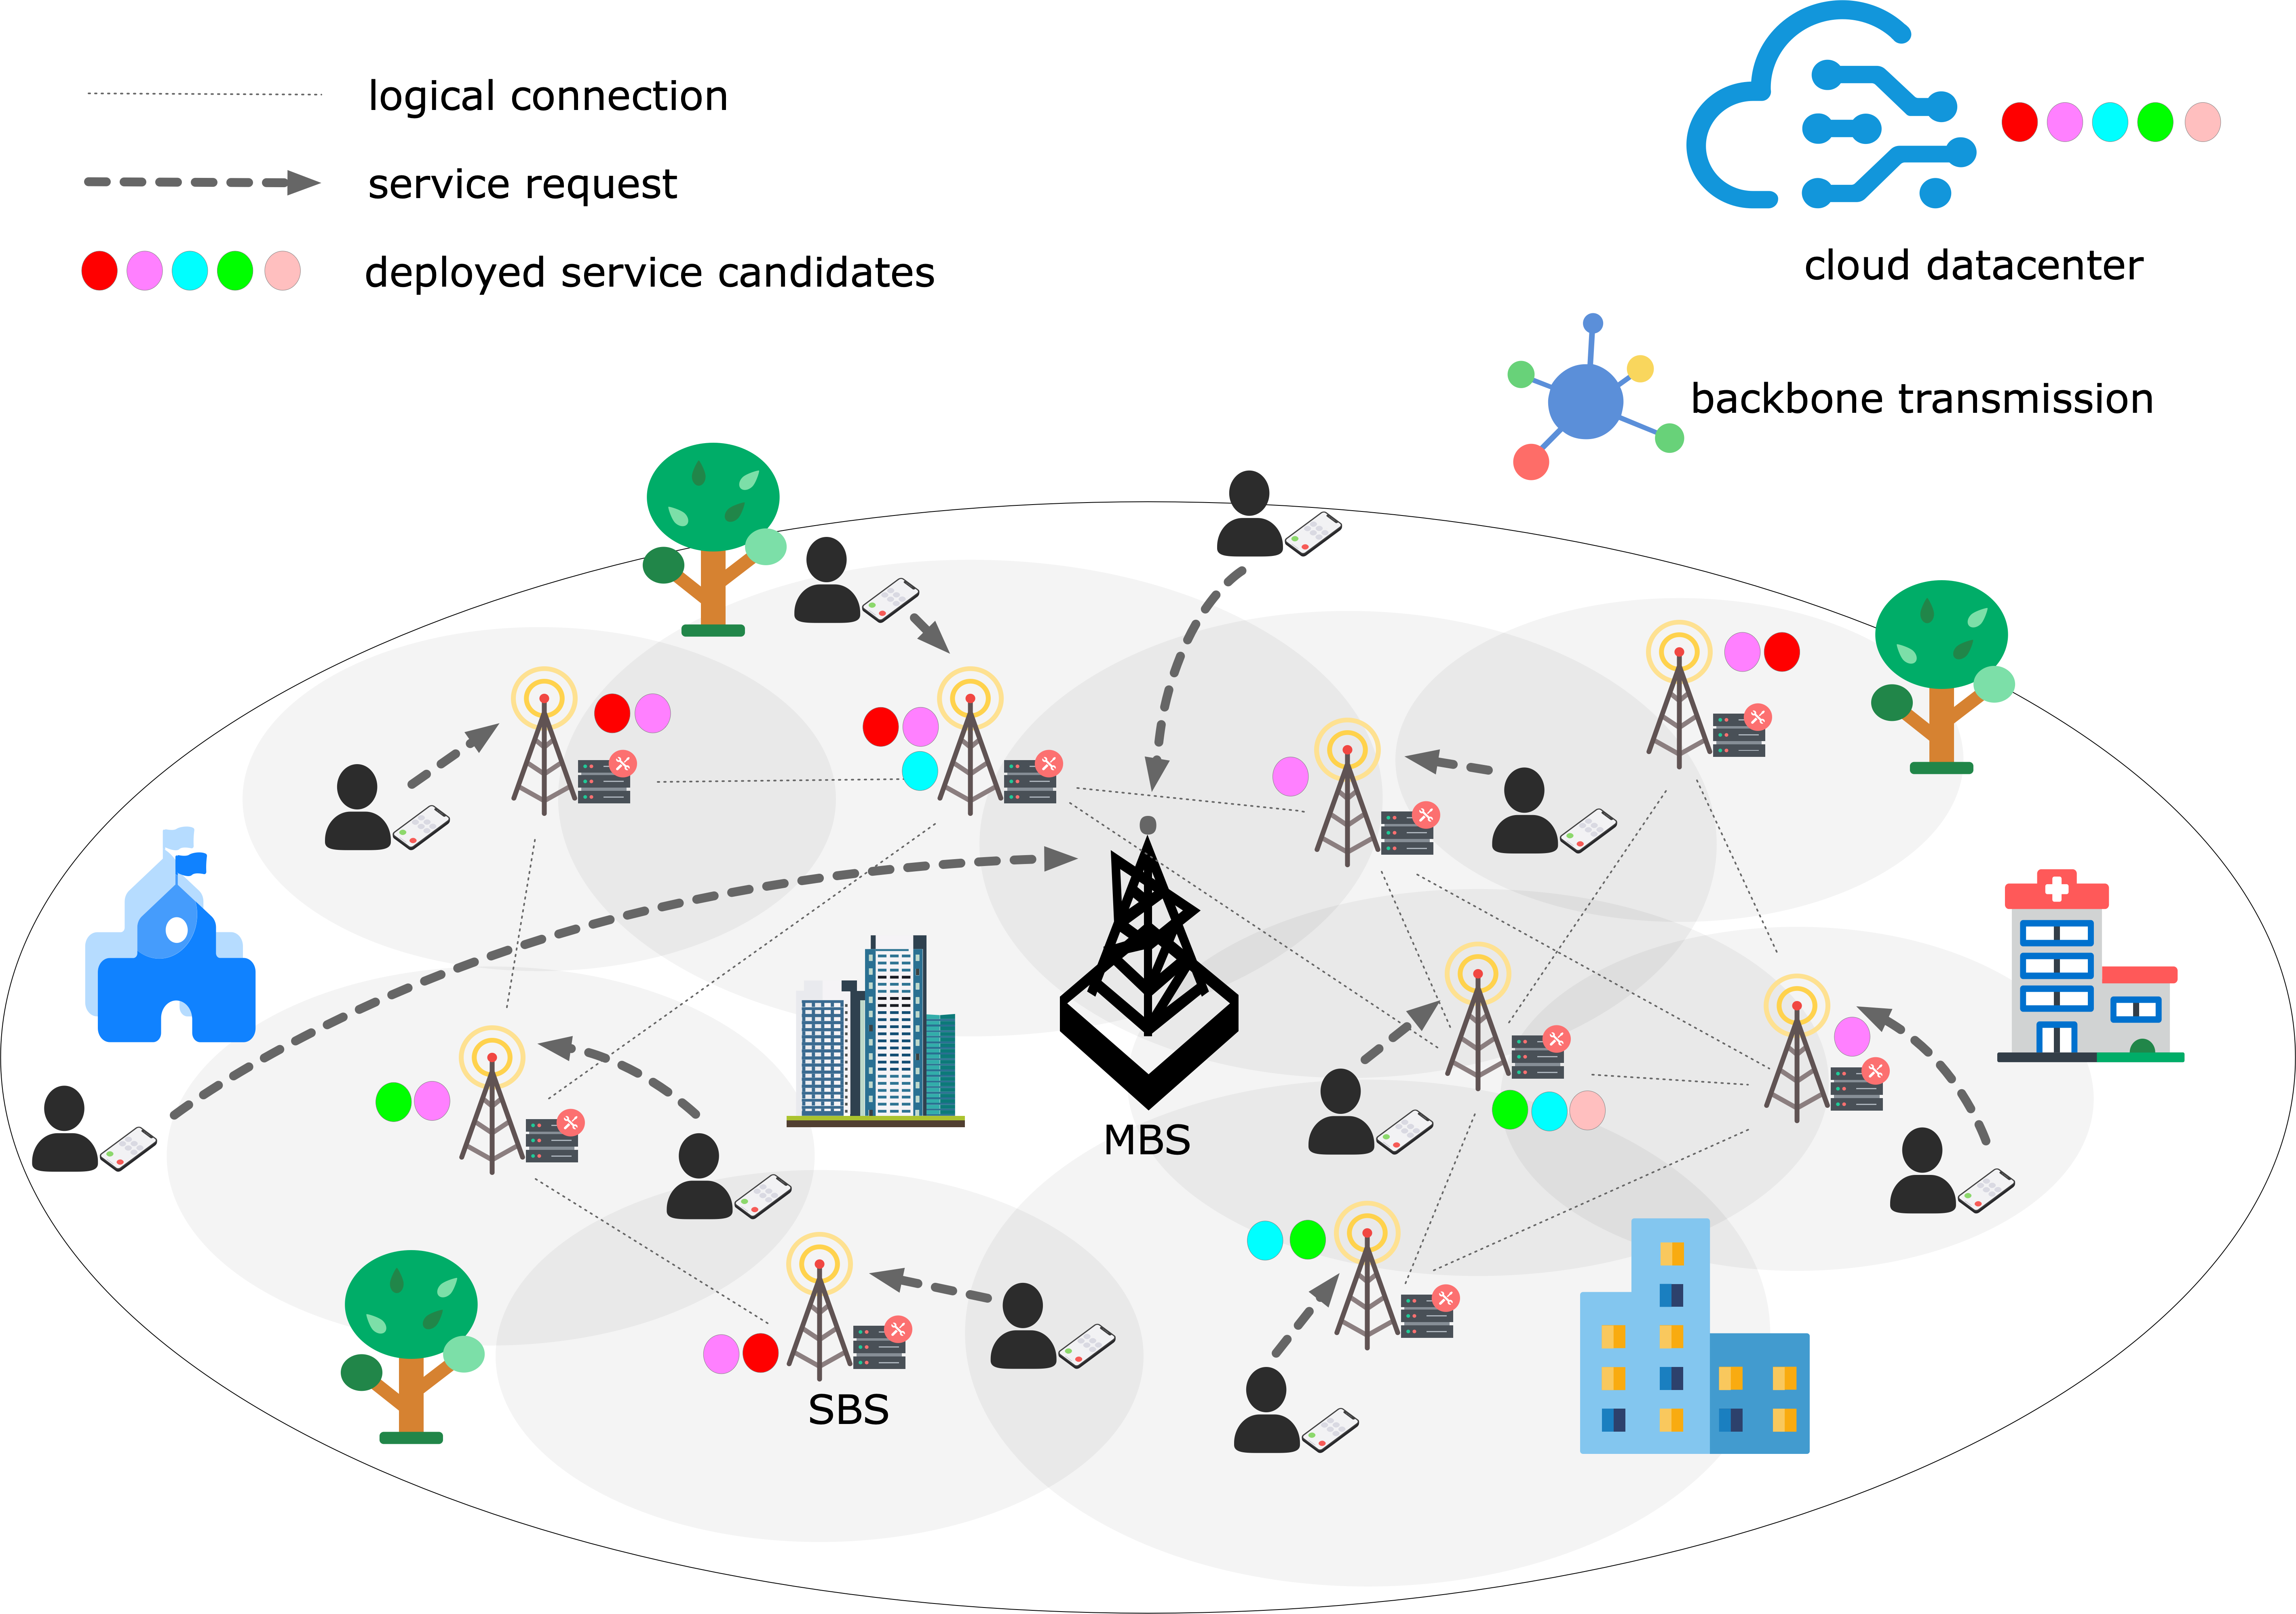 logical connection
service request
deployed service candidates
cloud datacenter
backbone transmission
MBS
SBS